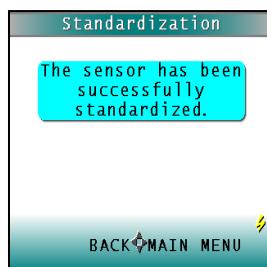 Standardization
The sensor has been
successfully
standardized.
BACK MAIN MENU